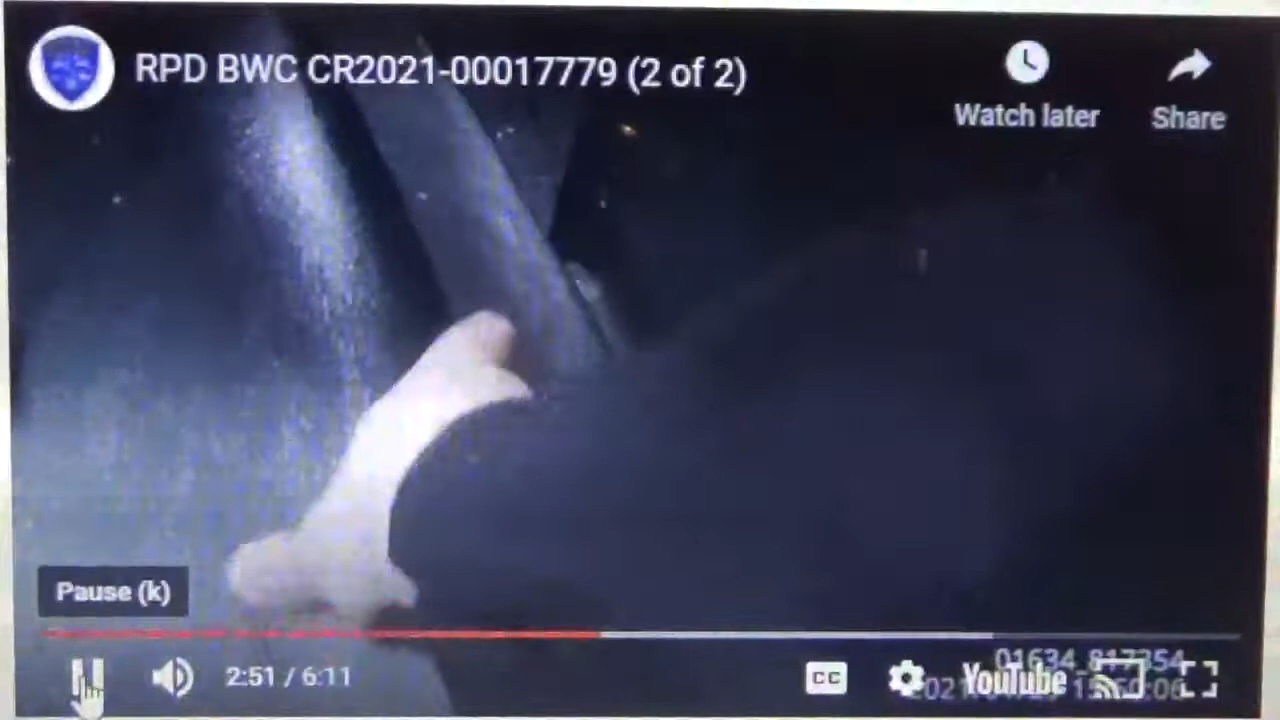 RPD BWC CR2021-00017779 (2 of 2)
Watch later
Share
Pause (k)
2:51 / 6:11
CC
YouTube